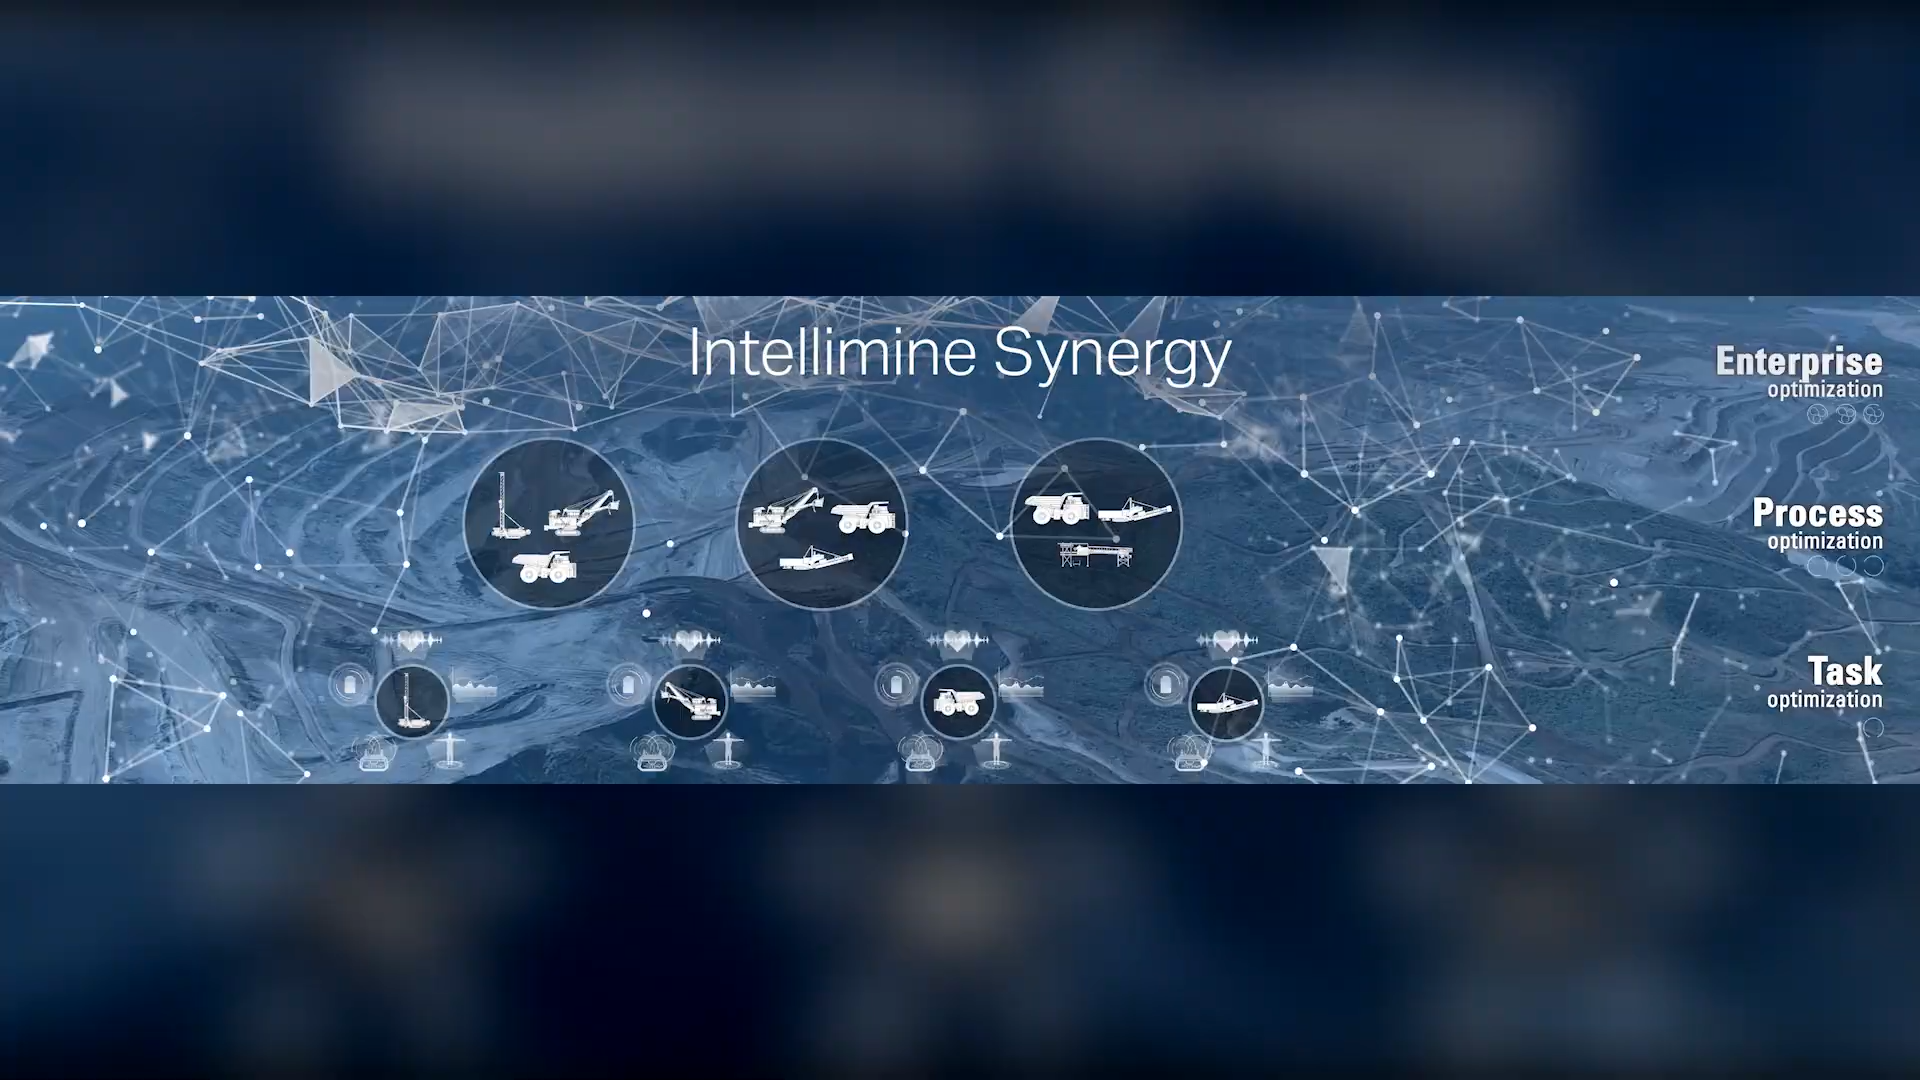 Intellimine Synergy
Enterprise
optimization
Process
optimization
Task
optimization